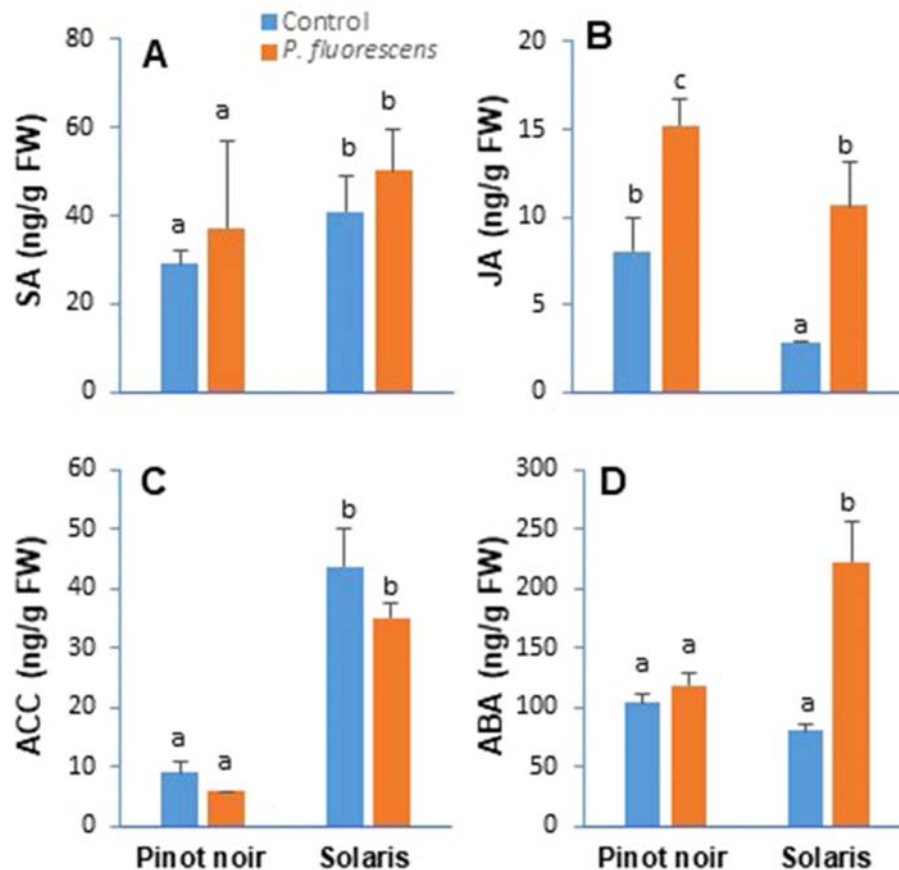 Control
P. fluorescens
A
SA (ng/g FW)
80
60
40
20
0
a
a
b
b
B
JA (ng/g FW)
20
15
10
5
0
b
c
a
b
C
ACC (ng/g FW)
60
50
40
30
20
10
0
a
a
b
b
Pinot noir
Solaris
D
ABA (ng/g FW)
300
250
200
150
100
50
0
a
a
a
b
Pinot noir
Solaris